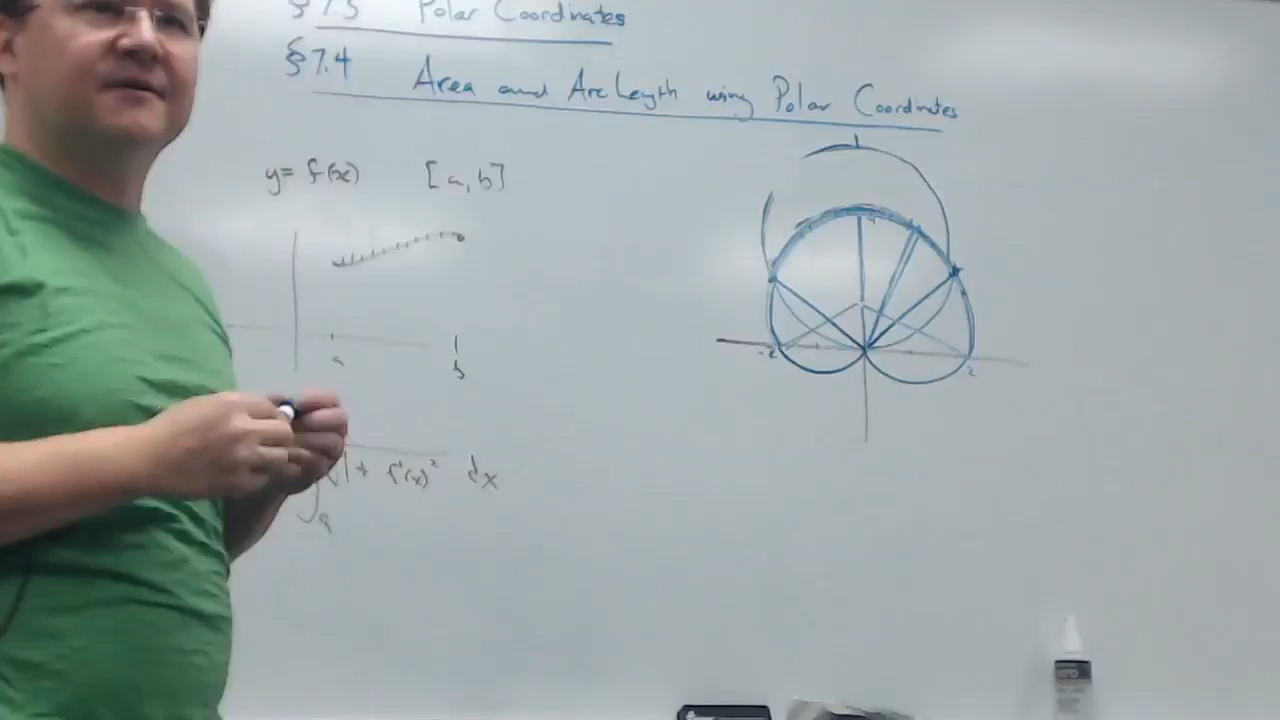 §7.3 Polar Coordinates
§7.4 Area and Arc Length using Polar Coordinates
y= f(x) [a, b]
a
b
-2
2
∫a √1 + f'(x)² dx